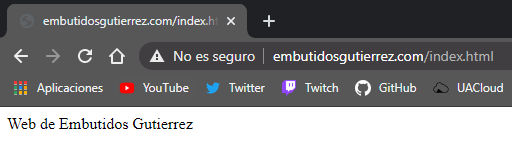 embutidosgutierrez.com/index.ht
No es seguro embutidosgutierrez.com/index.html
Aplicaciones YouTube Twitter Twitch GitHub UACloud
Web de Embutidos Gutierrez